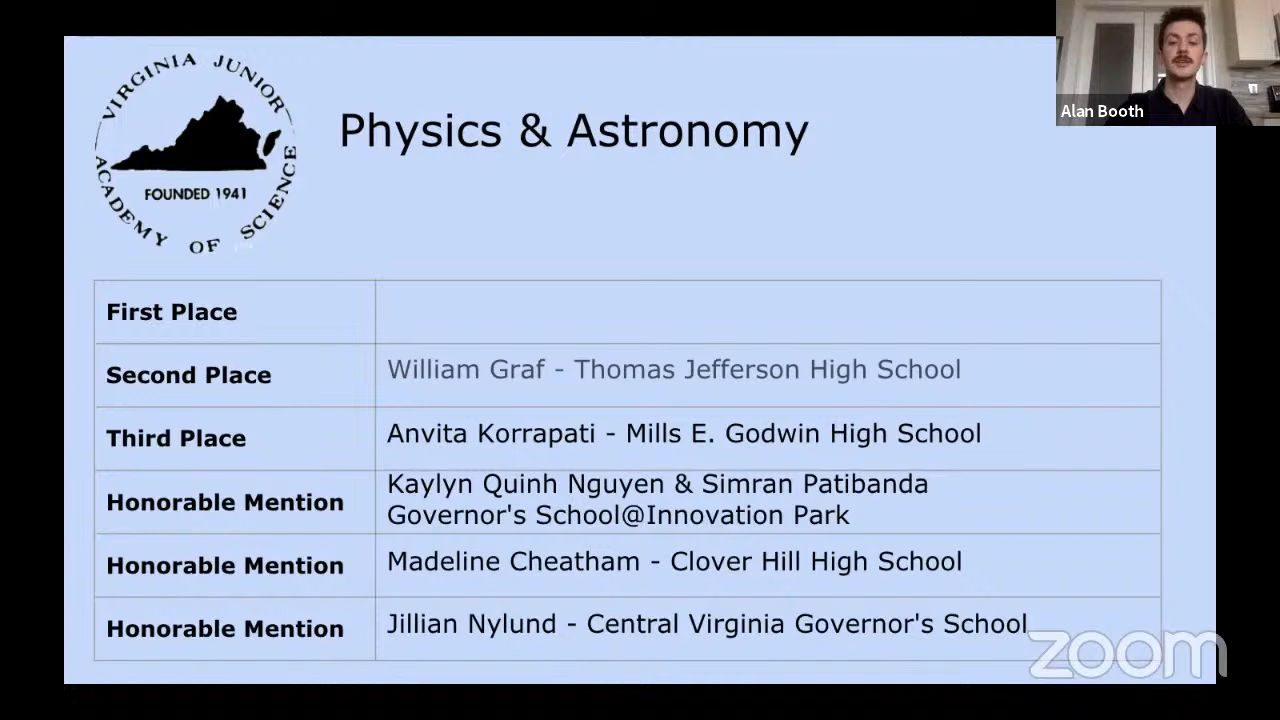 VIRGINIA JUNIOR
ACADEMY OF SCIENCE
FOUNDED 1941
Physics & Astronomy
Alan Booth
First Place
Second Place William Graf - Thomas Jefferson High School
Third Place Anvita Korrapati - Mills E. Godwin High School
Honorable Mention Kaylyn Quinh Nguyen & Simran Patibanda
Governor's School@Innovation Park
Honorable Mention Madeline Cheatham - Clover Hill High School
Honorable Mention Jillian Nylund - Central Virginia Governor's School
zoom